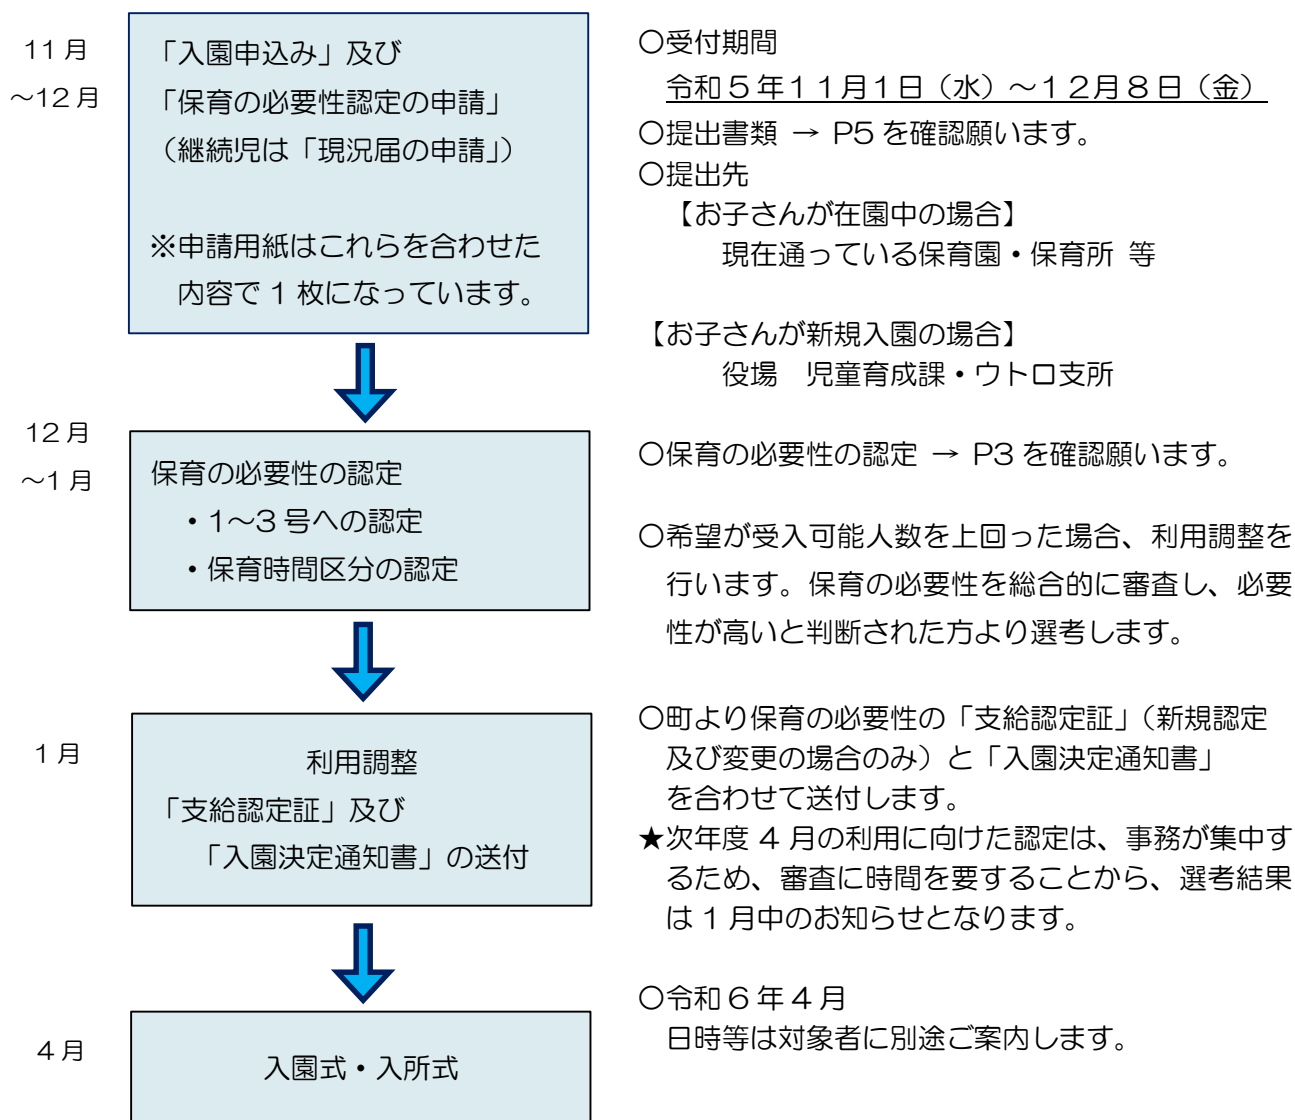 11月
～12月
「入園申込み」及び
「保育の必要性認定の申請」
（継続児は「現況届の申請」）
※申請用紙はこれらを合わせた
内容で1枚になっています。
○受付期間
令和5年11月1日（水）～12月8日（金）
○提出書類 → P5を確認願います。
○提出先
【お子さんが在園中の場合】
現在通っている保育園・保育所 等
【お子さんが新規入園の場合】
役場 児童育成課・ウトロ支所
12月
～1月
保育の必要性の認定
・1～3号への認定
・保育時間区分の認定
○保育の必要性の認定 → P3を確認願います。
○希望が受入可能人数を上回った場合、利用調整を
行います。保育の必要性を総合的に審査し、必要
性が高いと判断された方より選考します。
1月
利用調整
「支給認定証」及び
「入園決定通知書」の送付
○町より保育の必要性の「支給認定証」（新規認定
及び変更の場合のみ）と「入園決定通知書」
を合わせて送付します。
★次年度4月の利用に向けた認定は、事務が集中す
るため、審査に時間を要することから、選考結果
は1月中のお知らせとなります。
4月
入園式・入所式
○令和6年4月
日時等は対象者に別途ご案内します。